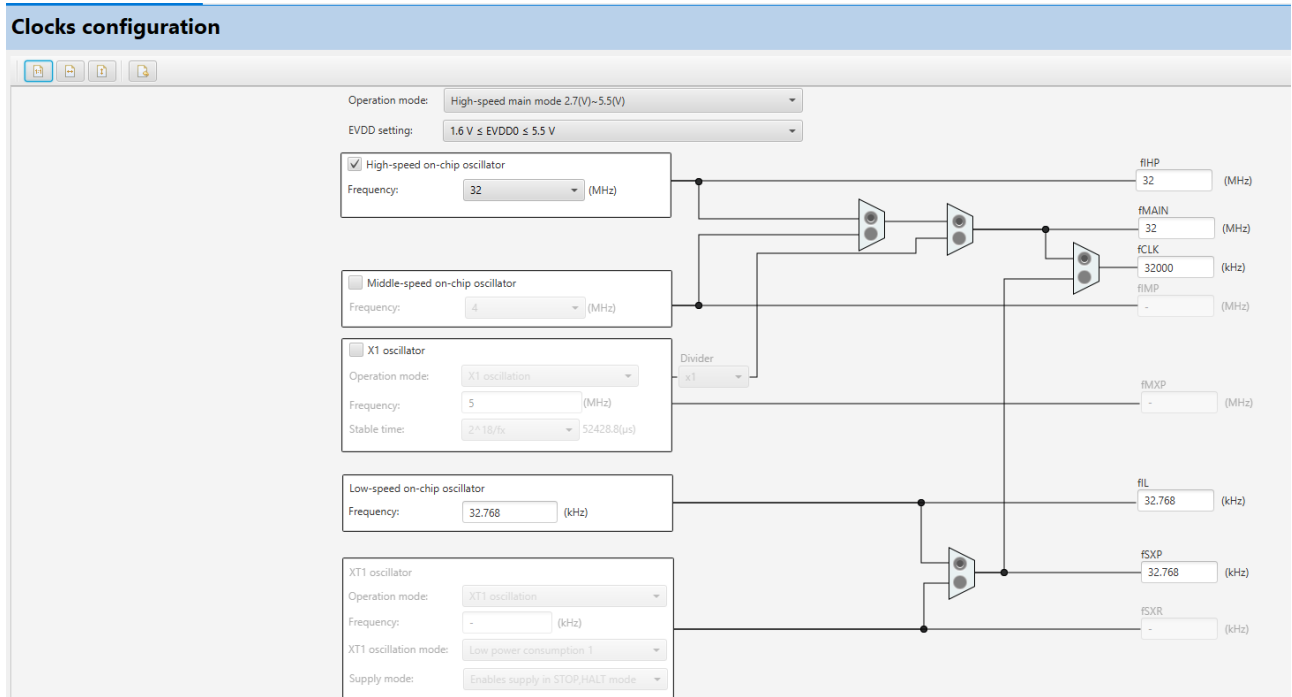 Clocks configuration
Operation mode: High-speed main mode 2.7(V)~5.5(V)
EVDD setting: 1.6 V ≤ EVDD0 ≤ 5.5 V
High-speed on-chip oscillator
Frequency: 32 (MHz)
fIHP
32 (MHz)
fMAIN
32 (MHz)
fCLK
32000 (kHz)
Middle-speed on-chip oscillator
Frequency: 4 (MHz)
fIMP
- (MHz)
X1 oscillator
Operation mode: X1 oscillation
Frequency: 5 (MHz)
Stable time: 2^18/fx 52428.8(μs)
Divider
x1
fMXP
- (MHz)
Low-speed on-chip oscillator
Frequency: 32.768 (kHz)
fIL
32.768 (kHz)
fSXP
32.768 (kHz)
XT1 oscillator
Operation mode: XT1 oscillation
Frequency: - (kHz)
XT1 oscillation mode: Low power consumption 1
Supply mode: Enables supply in STOP,HALT mode
fSXR
- (kHz)